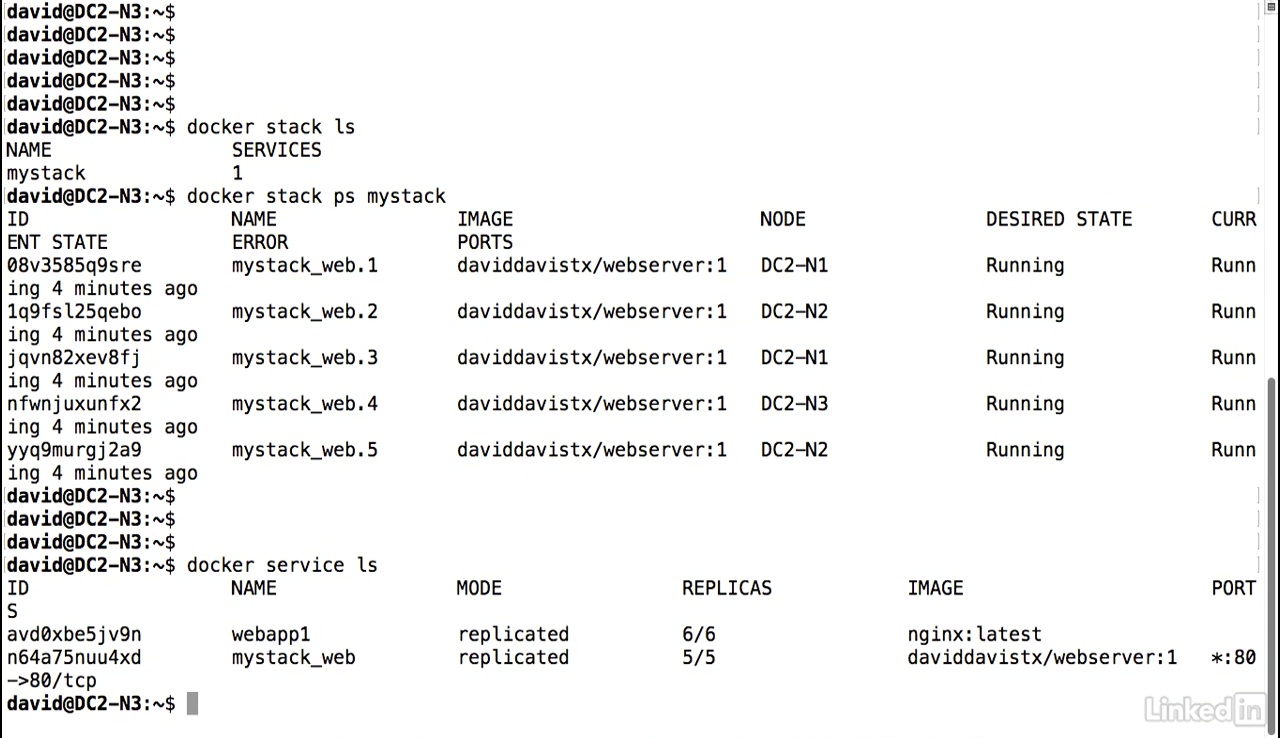 david@DC2-N3:~$
david@DC2-N3:~$
david@DC2-N3:~$
david@DC2-N3:~$
david@DC2-N3:~$
david@DC2-N3:~$ docker stack ls
NAME SERVICES
mystack 1
david@DC2-N3:~$ docker stack ps mystack
ID NAME IMAGE NODE DESIRED STATE CURR
ENT STATE ERROR PORTS
08v3585q9sre mystack_web.1 daviddavistx/webserver:1 DC2-N1 Running Runn
ing 4 minutes ago
1q9fsl25qebo mystack_web.2 daviddavistx/webserver:1 DC2-N2 Running Runn
ing 4 minutes ago
jqvn82xev8fj mystack_web.3 daviddavistx/webserver:1 DC2-N1 Running Runn
ing 4 minutes ago
nfwnjuxunfx2 mystack_web.4 daviddavistx/webserver:1 DC2-N3 Running Runn
ing 4 minutes ago
yyq9murgj2a9 mystack_web.5 daviddavistx/webserver:1 DC2-N2 Running Runn
ing 4 minutes ago
david@DC2-N3:~$
david@DC2-N3:~$
david@DC2-N3:~$
david@DC2-N3:~$ docker service ls
ID NAME MODE REPLICAS IMAGE PORT
S
avd0xbe5jv9n webapp1 replicated 6/6 nginx:latest
n64a75nuu4xd mystack_web replicated 5/5 daviddavistx/webserver:1 *:80
->80/tcp
david@DC2-N3:~$
LinkedIn